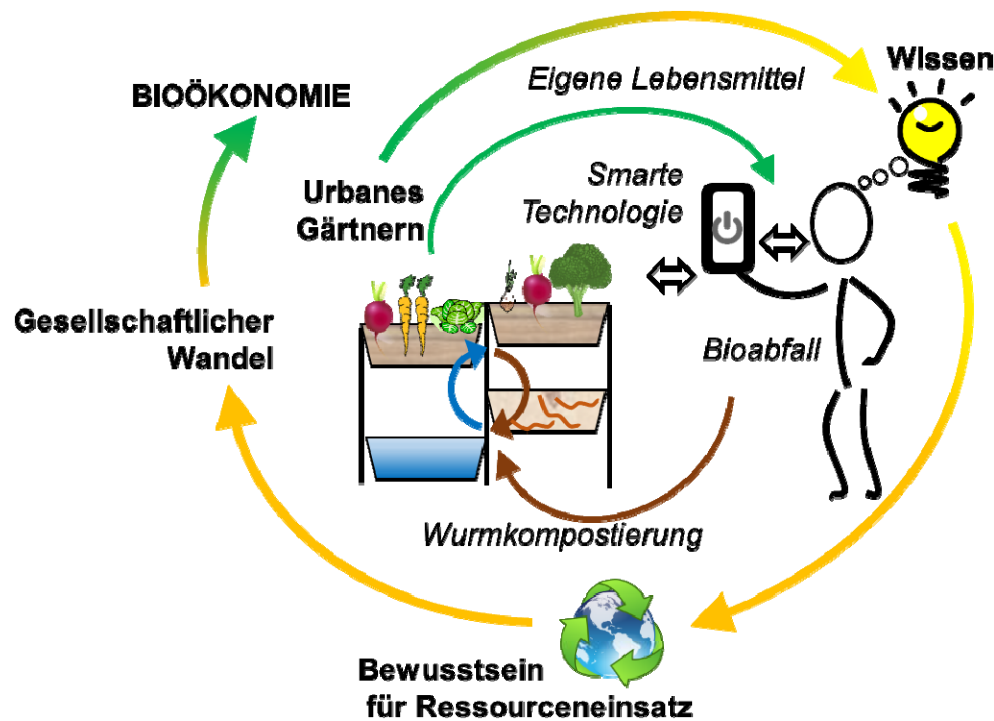 Wissen
Eigene Lebensmittel
BIOÖKONOMIE
Smarte
Technologie
Urbanes
Gärtnern
Gesellschaftlicher
Wandel
Bioabfall
Wurmkompostierung
Bewusstsein
für Ressourceneinsatz